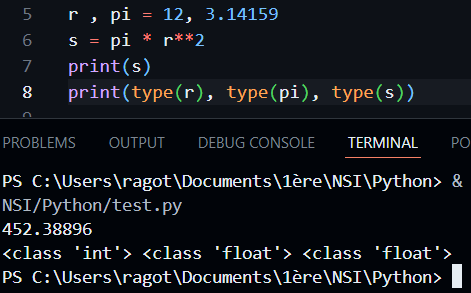 5 r , pi = 12, 3.14159
6 s = pi * r**2
7 print(s)
8 print(type(r), type(pi), type(s))
PROBLEMS OUTPUT DEBUG CONSOLE TERMINAL PO
PS C:\Users\ragot\Documents\1ère\NSI\Python> &
NSI/Python/test.py
452.38896
<class 'int'> <class 'float'> <class 'float'>
PS C:\Users\ragot\Documents\1ère\NSI\Python>